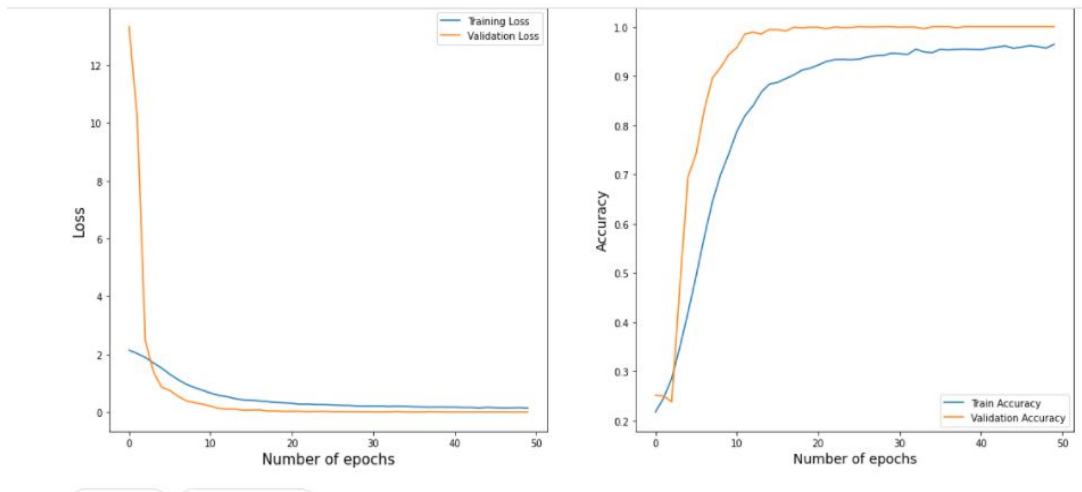 Training Loss
Validation Loss
12
10
8
6
4
2
0
Loss
0 10 20 30 40 50
Number of epochs
1.0
0.9
0.8
0.7
0.6
0.5
0.4
0.3
0.2
Accuracy
Train Accuracy
Validation Accuracy
0 10 20 30 40 50
Number of epochs